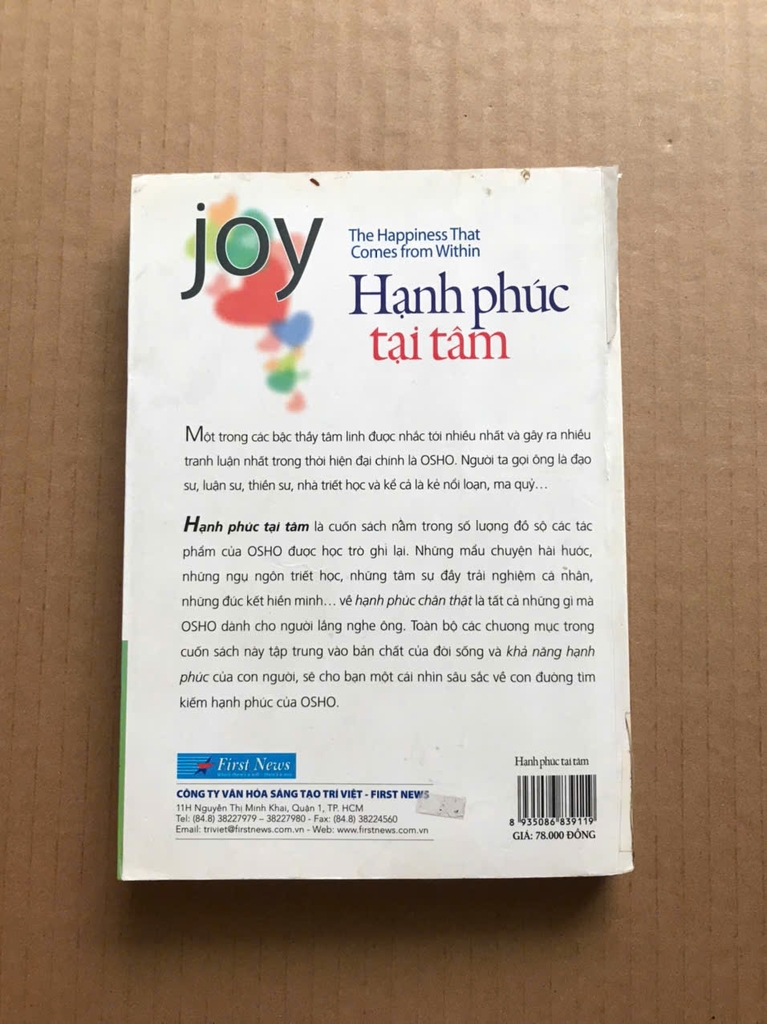 joy
The Happiness That
Comes from Within
Hạnh phúc
tại tâm
Một trong các bậc thầy tâm linh được nhắc tới nhiều nhất và gây ra nhiều
tranh luận nhất trong thời hiện đại chính là OSHO. Người ta gọi ông là đạo
sư, luận sư, thiền sư, nhà triết học và kể cả là kẻ nổi loạn, ma quỷ...
Hạnh phúc tại tâm là cuốn sách nằm trong số lượng đồ sộ các tác
phẩm của OSHO được học trò ghi lại. Những mẩu chuyện hài hước,
những ngụ ngôn triết học, những tâm sự đầy trải nghiệm cá nhân,
những đúc kết hiền minh... về hạnh phúc chân thật là tất cả những gì mà
OSHO dành cho người lắng nghe ông. Toàn bộ các chương mục trong
cuốn sách này tập trung vào bản chất của đời sống và khả năng hạnh
phúc của con người, sẽ cho bạn một cái nhìn sâu sắc về con đường tìm
kiếm hạnh phúc của OSHO.
First News
CÔNG TY VĂN HÓA SÁNG TẠO TRÍ VIỆT - FIRST NEWS
11H Nguyễn Thị Minh Khai, Quận 1, TP. HCM
Tel: (84.8) 38227979 – 38227980 - Fax: (84.8) 38224560
Email: triviet@firstnews.com.vn - Web: www.firstnews.com.vn
Hạnh phúc tại tâm
8 935086 839119
GIÁ: 78.000 ĐỒNG